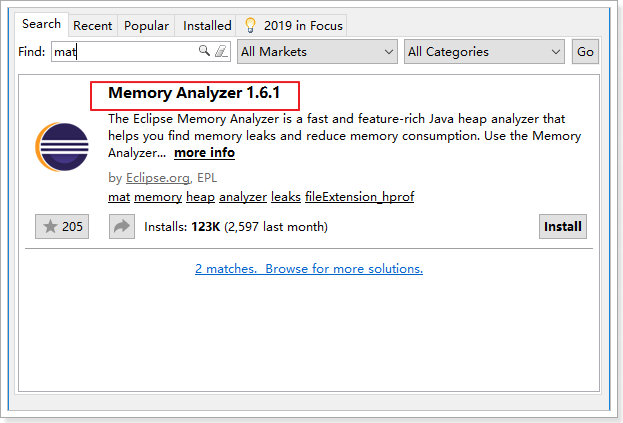 Search Recent Popular Installed 2019 in Focus
Find: mat All Markets All Categories Go
Memory Analyzer 1.6.1
The Eclipse Memory Analyzer is a fast and feature-rich Java heap analyzer that
helps you find memory leaks and reduce memory consumption. Use the Memory
Analyzer... more info
by Eclipse.org, EPL
mat memory heap analyzer leaks fileExtension_hprof
205 Installs: 123K (2,597 last month) Install
2 matches. Browse for more solutions.